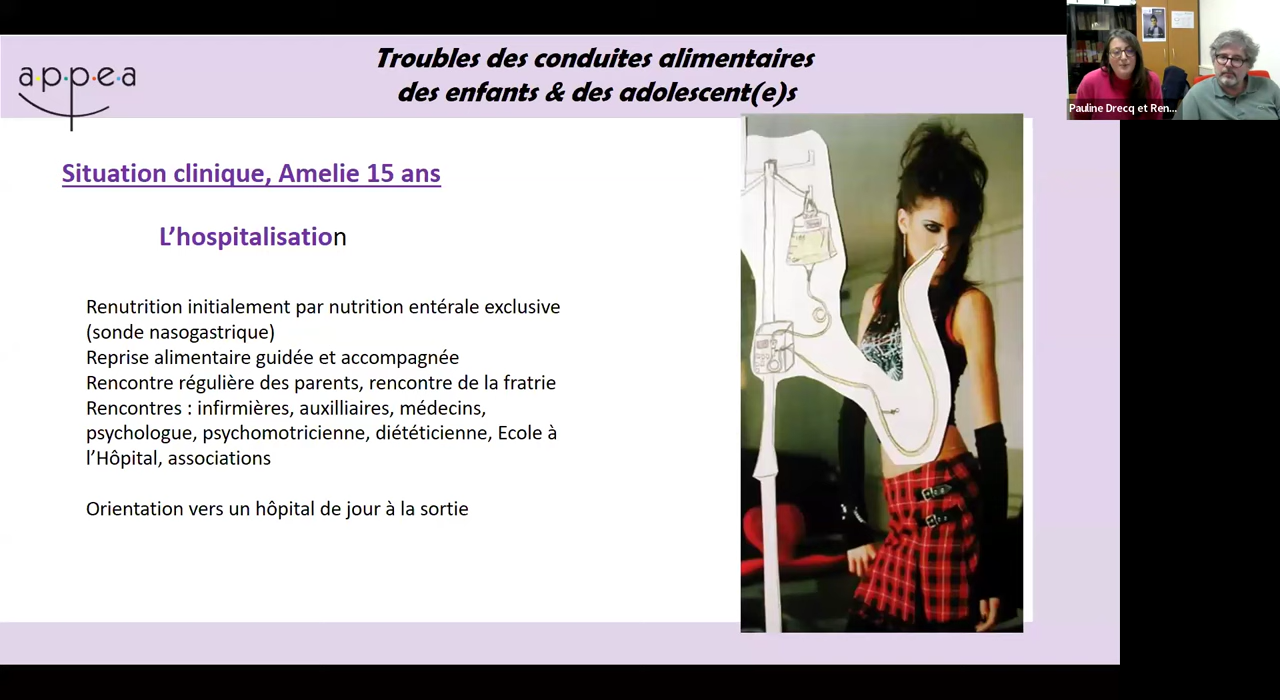 appea
Troubles des conduites alimentaires
des enfants & des adolescent(e)s
Pauline Drecq et Ren...
Situation clinique, Amelie 15 ans
L’hospitalisation
Renutrition initialement par nutrition entérale exclusive
(sonde nasogastrique)
Reprise alimentaire guidée et accompagnée
Rencontre régulière des parents, rencontre de la fratrie
Rencontres : infirmières, auxilliaires, médecins,
psychologue, psychomotricienne, diététicienne, Ecole à
l’Hôpital, associations
Orientation vers un hôpital de jour à la sortie